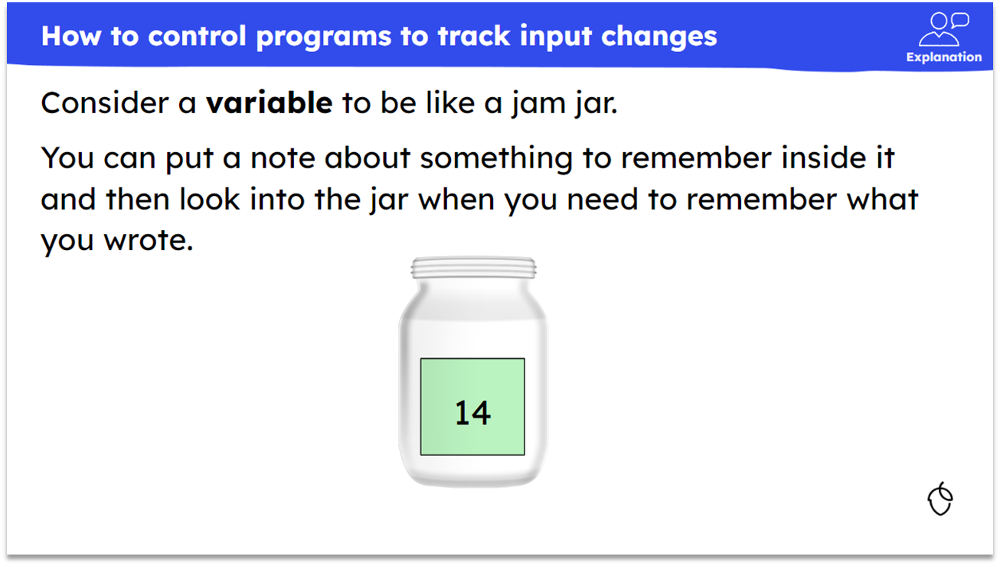 How to control programs to track input changes
Explanation
Consider a variable to be like a jam jar.
You can put a note about something to remember inside it
and then look into the jar when you need to remember what
you wrote.
14